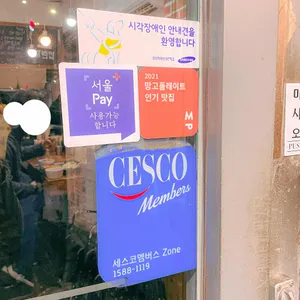 시각장애인 안내견을
환영합니다
SAMSUNG
서울
Pay
사용가능
합니다
2021
망고플레이트
인기 맛집
MP
CESCO
Members
세스코멤버스 Zone
1588-1119